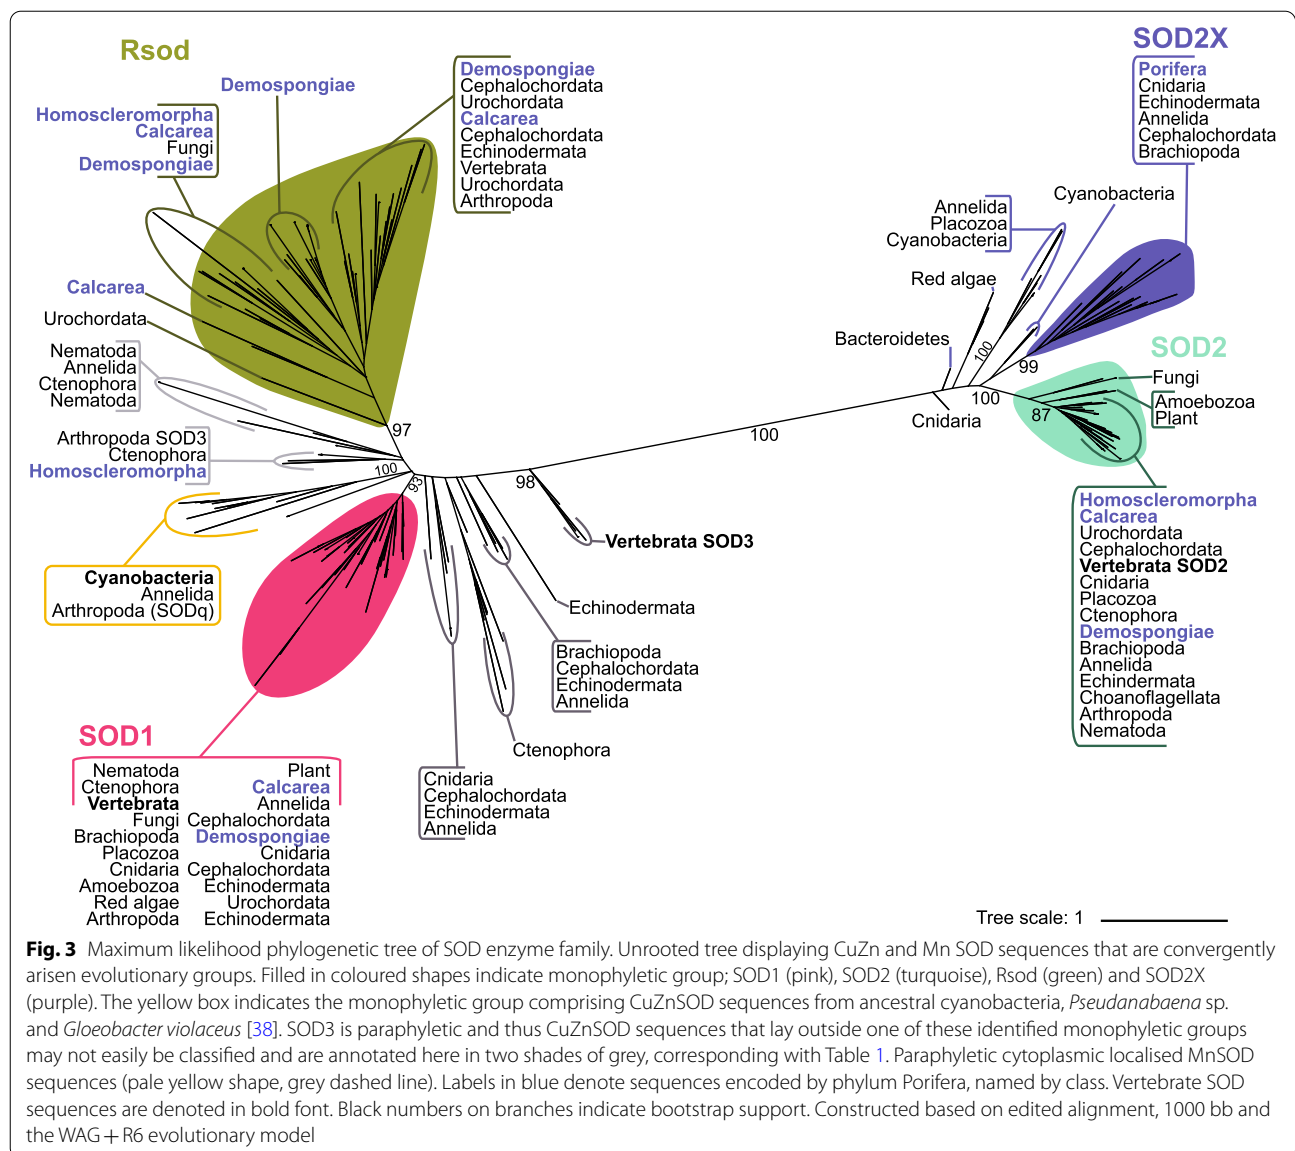 Rsod
Demospongiae
Homoscleromorpha
Calcarea
Fungi
Demospongiae
Demospongiae
Cephalochordata
Urochordata
Calcarea
Cephalochordata
Echinodermata
Vertebrata
Urochordata
Arthropoda
Calcarea
Urochordata
Nematoda
Annelida
Ctenophora
Nematoda
Arthropoda SOD3
Ctenophora
Homoscleromorpha
97
100
93
98
100
Cyanobacteria
Annelida
Arthropoda (SODq)
SOD1
Nematoda
Ctenophora
Vertebrata
Fungi
Brachiopoda
Placozoa
Cnidaria
Amoebozoa
Red algae
Arthropoda
Plant
Calcarea
Annelida
Cephalochordata
Demospongiae
Cnidaria
Cephalochordata
Echinodermata
Urochordata
Echinodermata
Cnidaria
Cephalochordata
Echinodermata
Annelida
Ctenophora
Brachiopoda
Cephalochordata
Echinodermata
Annelida
Echinodermata
Vertebrata SOD3
SOD2X
Porifera
Cnidaria
Echinodermata
Annelida
Cephalochordata
Brachiopoda
Cyanobacteria
Annelida
Placozoa
Cyanobacteria
Red algae
Bacteroidetes
Cnidaria
100
99
100
87
SOD2
Fungi
Amoebozoa
Plant
Homoscleromorpha
Calcarea
Urochordata
Cephalochordata
Vertebrata SOD2
Cnidaria
Placozoa
Ctenophora
Demospongiae
Brachiopoda
Annelida
Echindermata
Choanoflagellata
Arthropoda
Nematoda
Tree scale: 1
Fig. 3 Maximum likelihood phylogenetic tree of SOD enzyme family. Unrooted tree displaying CuZn and Mn SOD sequences that are convergently
arisen evolutionary groups. Filled in coloured shapes indicate monophyletic group; SOD1 (pink), SOD2 (turquoise), Rsod (green) and SOD2X
(purple). The yellow box indicates the monophyletic group comprising CuZnSOD sequences from ancestral cyanobacteria, Pseudanabaena sp.
and Gloeobacter violaceus [38]. SOD3 is paraphyletic and thus CuZnSOD sequences that lay outside one of these identified monophyletic groups
may not easily be classified and are annotated here in two shades of grey, corresponding with Table 1. Paraphyletic cytoplasmic localised MnSOD
sequences (pale yellow shape, grey dashed line). Labels in blue denote sequences encoded by phylum Porifera, named by class. Vertebrate SOD
sequences are denoted in bold font. Black numbers on branches indicate bootstrap support. Constructed based on edited alignment, 1000 bb and
the WAG + R6 evolutionary model